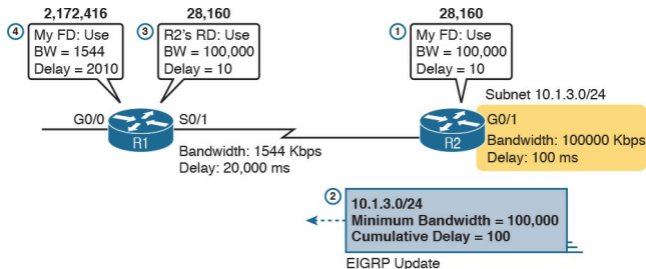 2,172,416
④ My FD: Use
BW = 1544
Delay = 2010
28,160
③ R2’s RD: Use
BW = 100,000
Delay = 10
28,160
① My FD: Use
BW = 100,000
Delay = 10
Subnet 10.1.3.0/24
G0/0
R1
S0/1
Bandwidth: 1544 Kbps
Delay: 20,000 ms
R2
G0/1
Bandwidth: 100000 Kbps
Delay: 100 ms
② 10.1.3.0/24
Minimum Bandwidth = 100,000
Cumulative Delay = 100
EIGRP Update